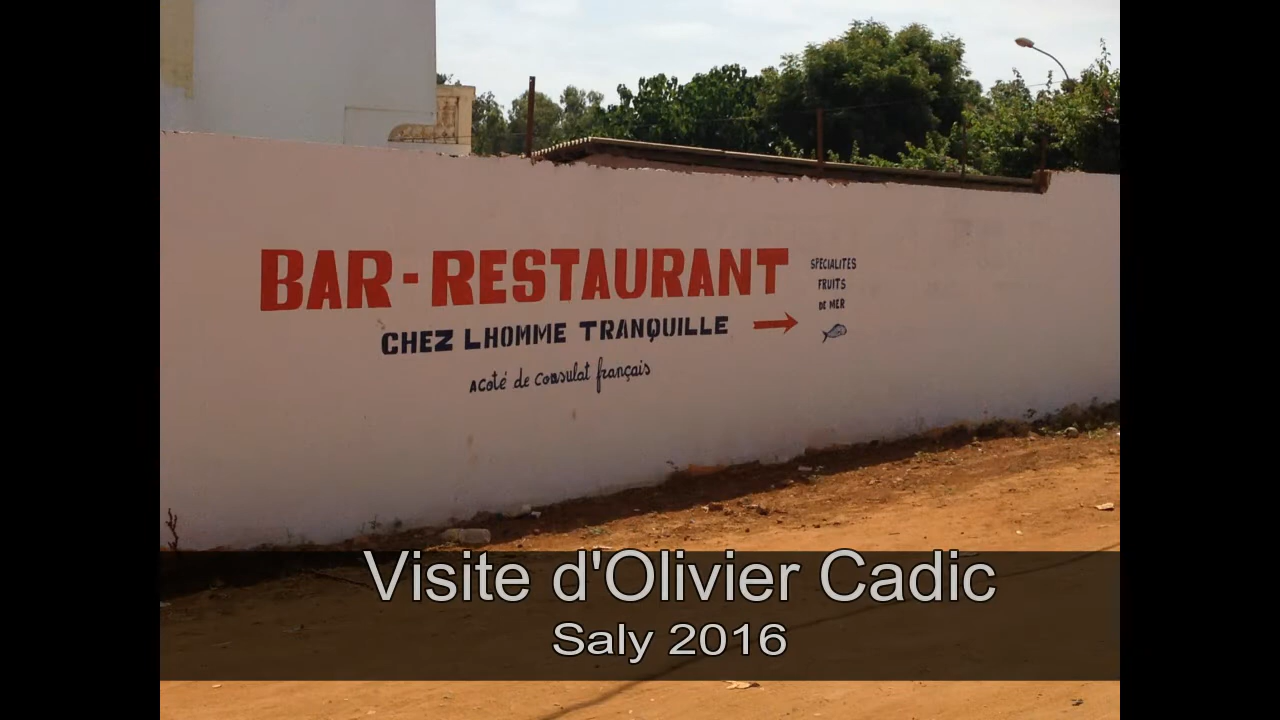 BAR-RESTAURANT
CHEZ LHOMME TRANQUILLE
Acoté de consulat français
SPECIALITES
FRUITS
DE MER
Visite d'Olivier Cadic
Saly 2016